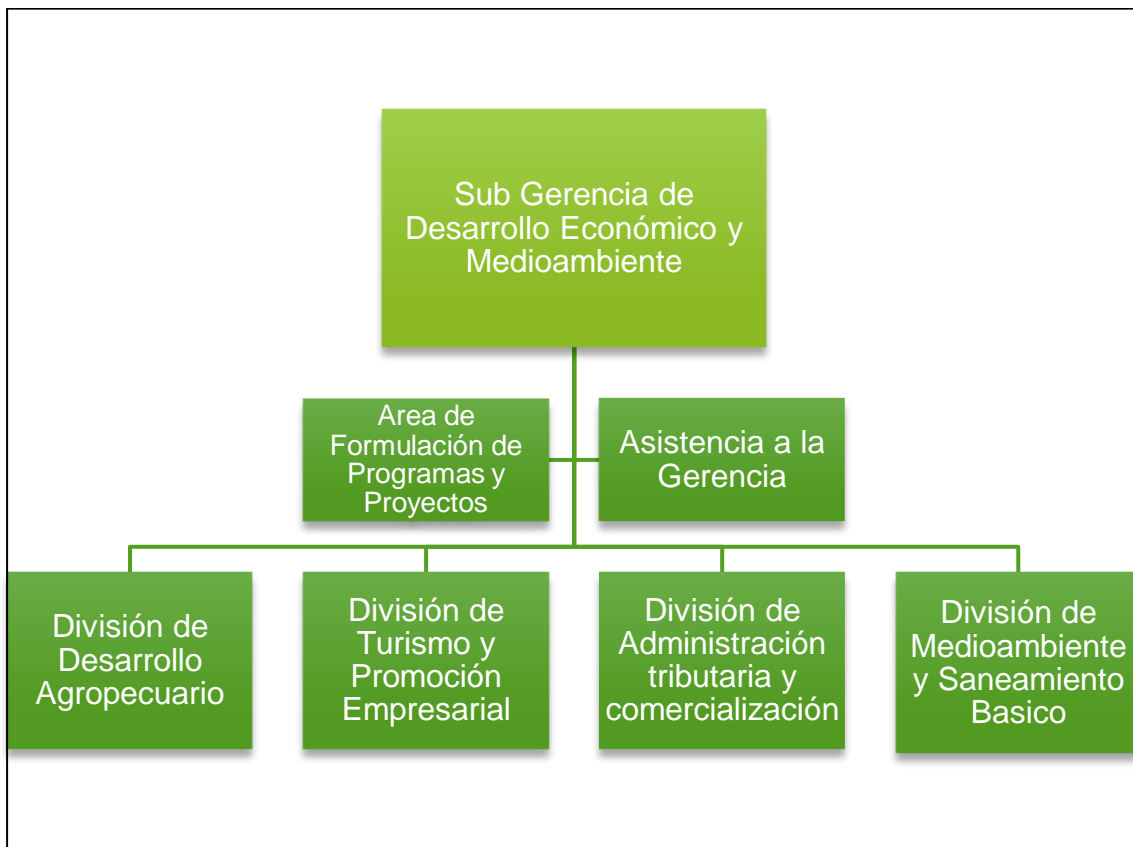 Sub Gerencia de
Desarrollo Económico y
Medioambiente
Area de
Formulación de
Programas y
Proyectos
Asistencia a la
Gerencia
División de
Desarrollo
Agropecuario
División de
Turismo y
Promoción
Empresarial
División de
Administración
tributaria y
comercialización
División de
Medioambiente
y Saneamiento
Basico